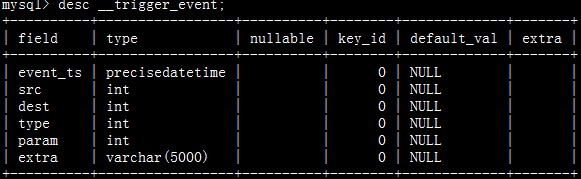 mysql> desc __trigger_event;
+----------+-----------------+----------+--------+-------------+-------+
| field | type | nullable | key_id | default_val | extra |
+----------+-----------------+----------+--------+-------------+-------+
| event_ts | precisedatetime | | 0 | NULL | |
| src | int | | 0 | NULL | |
| dest | int | | 0 | NULL | |
| type | int | | 0 | NULL | |
| param | int | | 0 | NULL | |
| extra | varchar(5000) | | 0 | NULL | |
+----------+-----------------+----------+--------+-------------+-------+